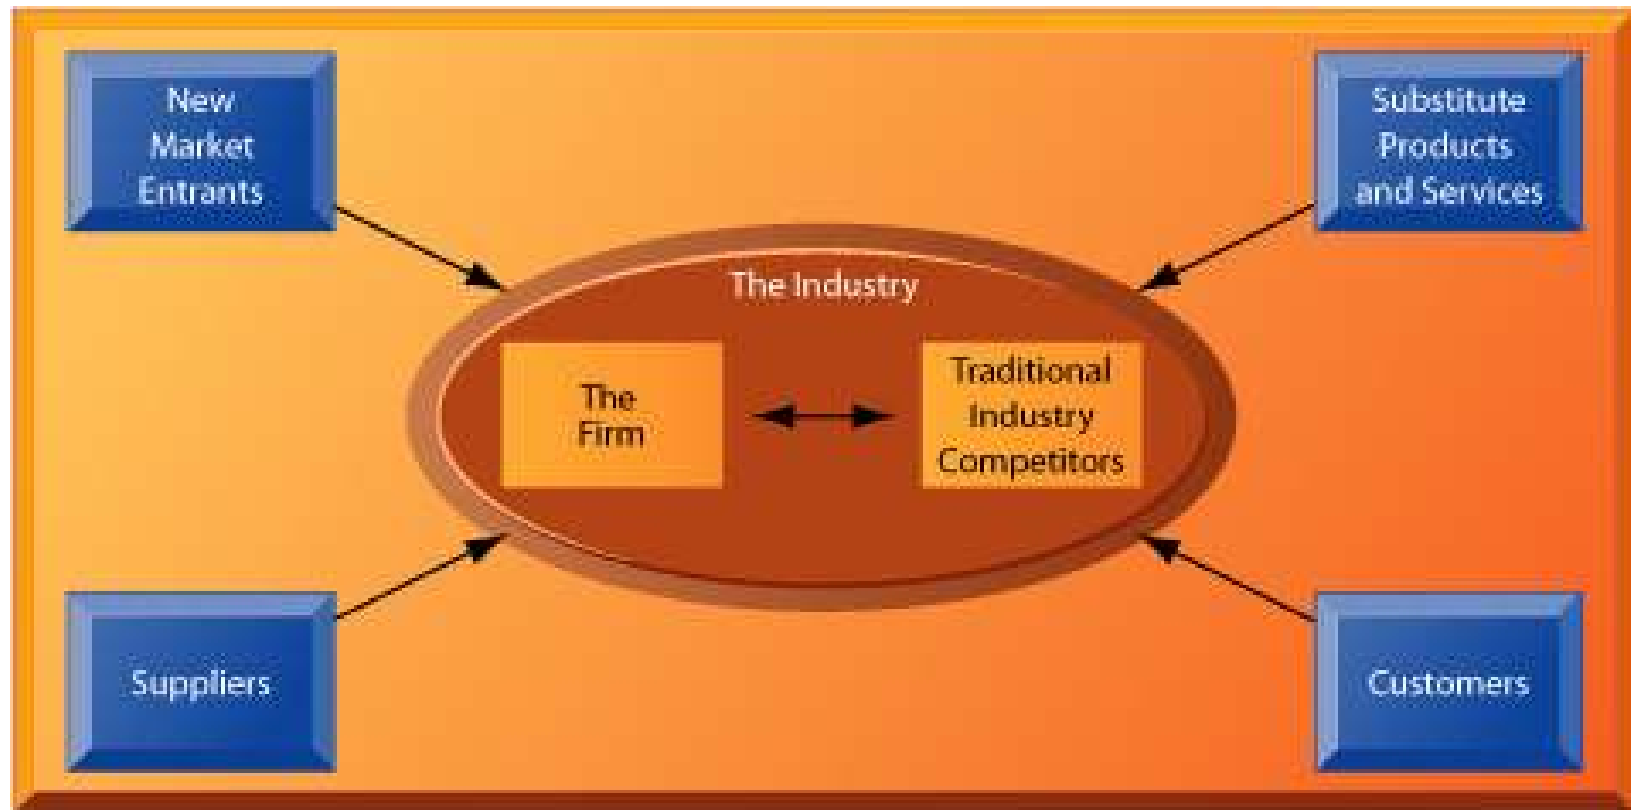 New
Market
Entrants
Substitute
Products
and Services
The Industry
The
Firm
Traditional
Industry
Competitors
Suppliers
Customers